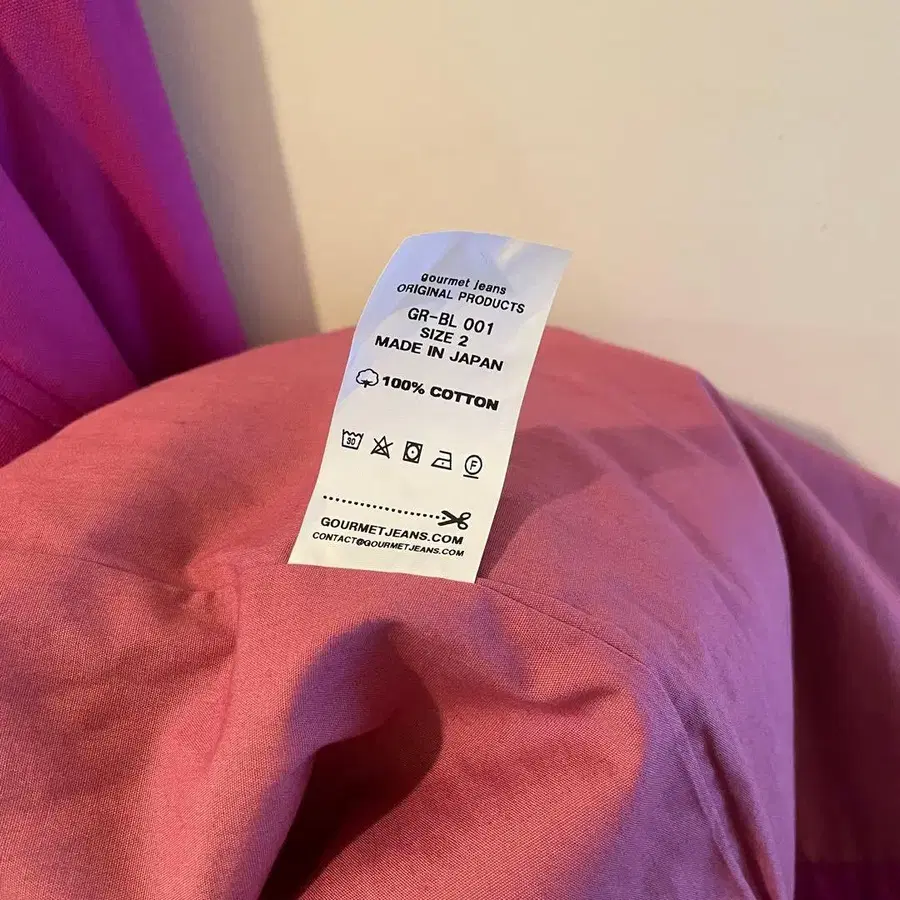 gourmet jeans
ORIGINAL PRODUCTS
GR-BL 001
SIZE 2
MADE IN JAPAN
100% COTTON
30 F
GOURMETJEANS.COM
CONTACT@GOURMETJEANS.COM